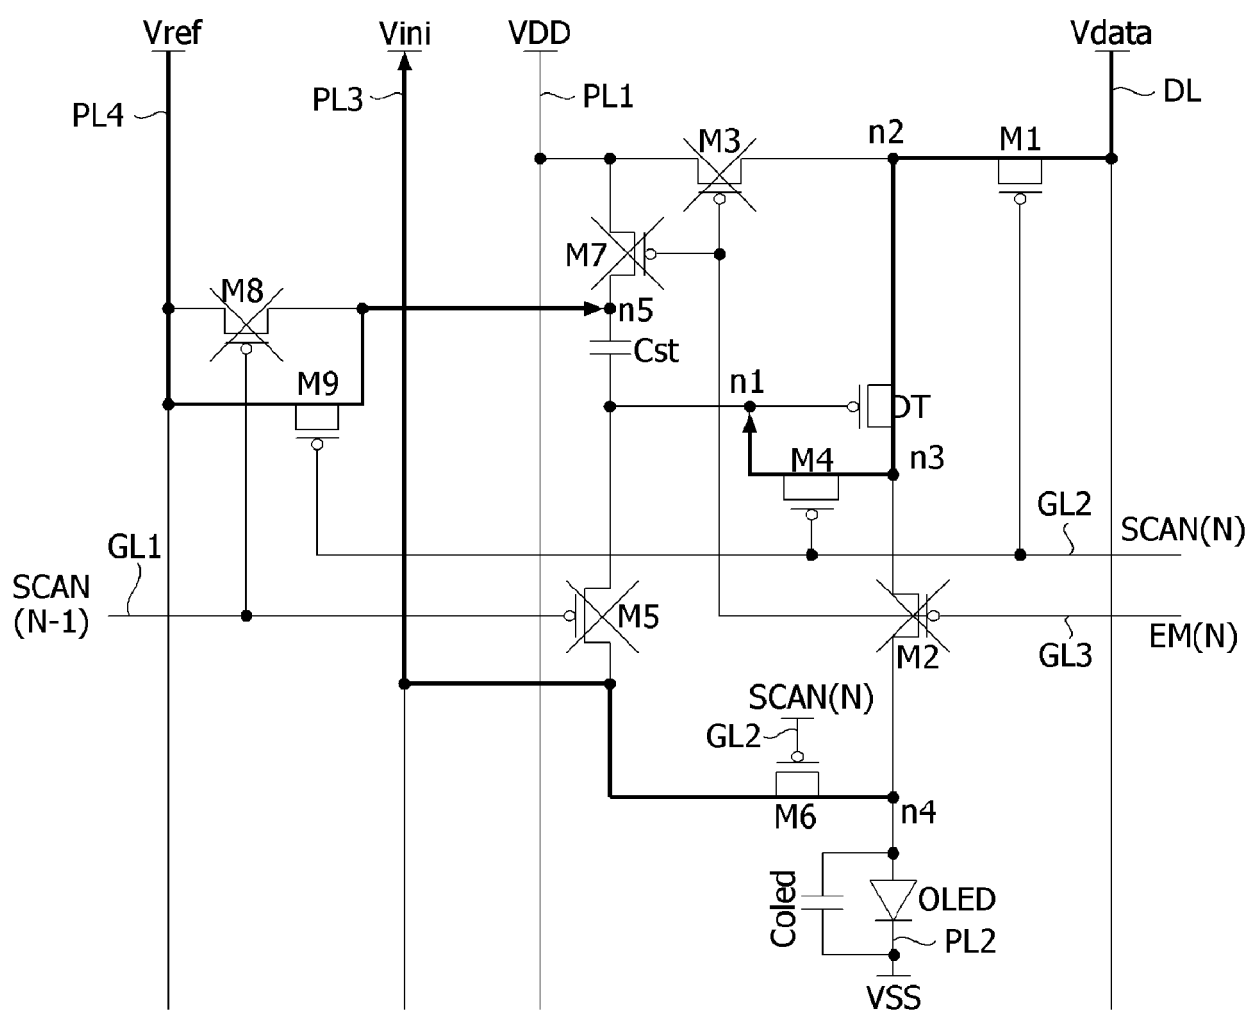 Vref
Vini
VDD
Vdata
PL4
PL3
PL1
DL
M3
n2
M1
M7
M8
n5
Cst
M9
n1
DT
M4
n3
GL2
SCAN(N)
GL1
SCAN
(N-1)
M5
M2
GL3
EM(N)
SCAN(N)
GL2
M6
n4
Coled
OLED
PL2
VSS